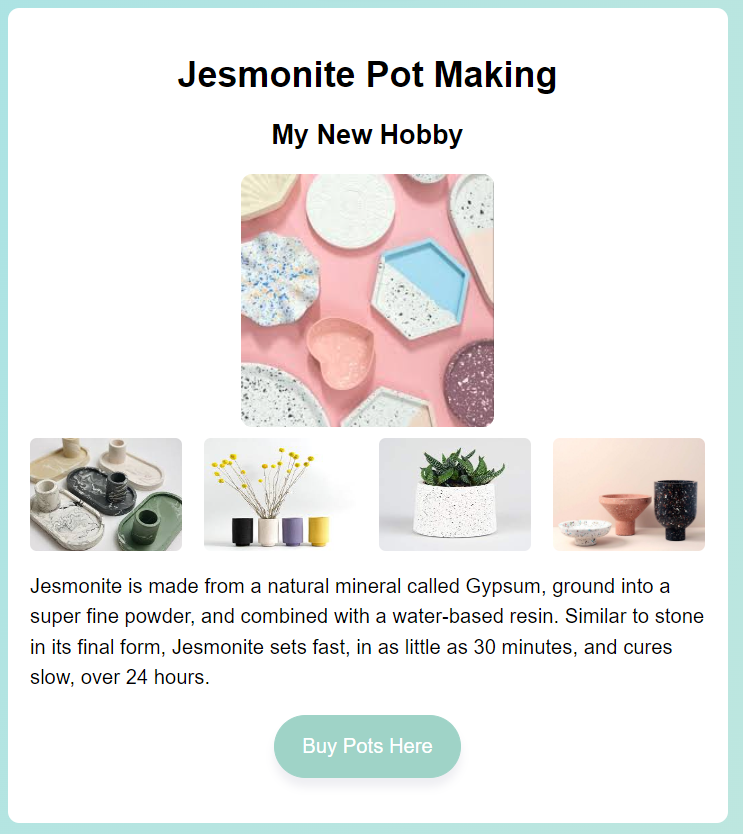 Jesmonite Pot Making
My New Hobby
Jesmonite is made from a natural mineral called Gypsum, ground into a
super fine powder, and combined with a water-based resin. Similar to stone
in its final form, Jesmonite sets fast, in as little as 30 minutes, and cures
slow, over 24 hours.
Buy Pots Here